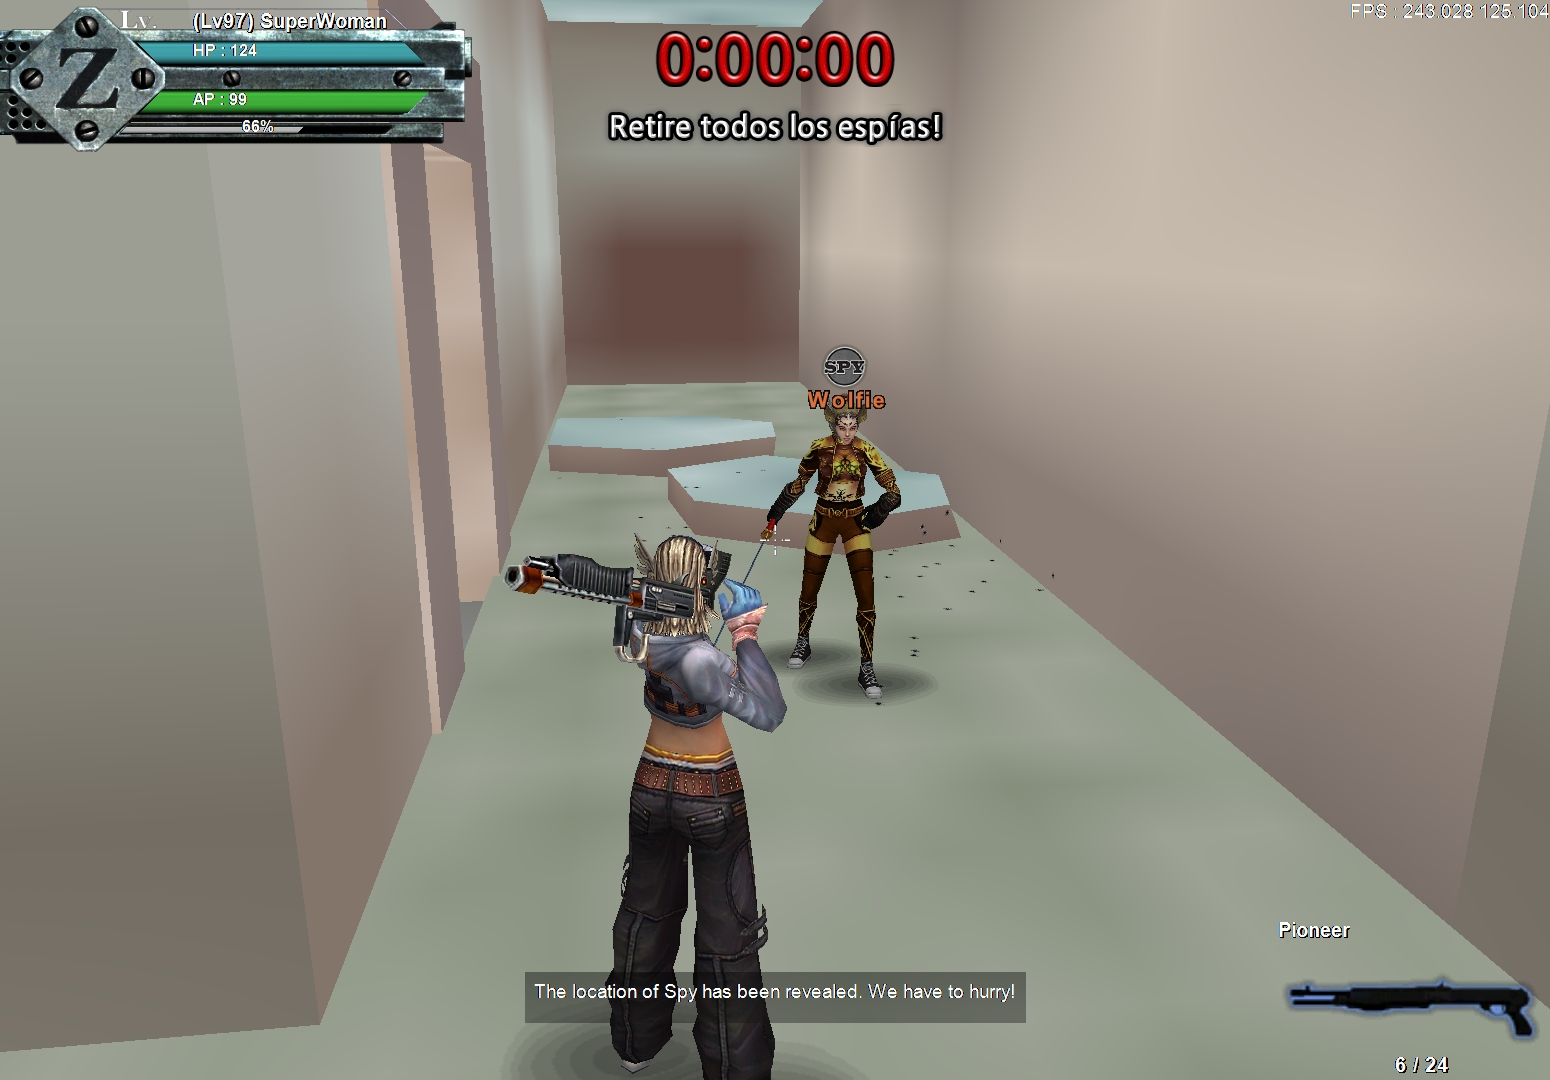 Lv. (Lv97) SuperWoman
FPS : 243.028 125.104
HP : 124
Z
AP : 99
66%
0:00:00
Retire todos los espías!
SPY
Wolfie
Pioneer
The location of Spy has been revealed. We have to hurry!
6 / 24